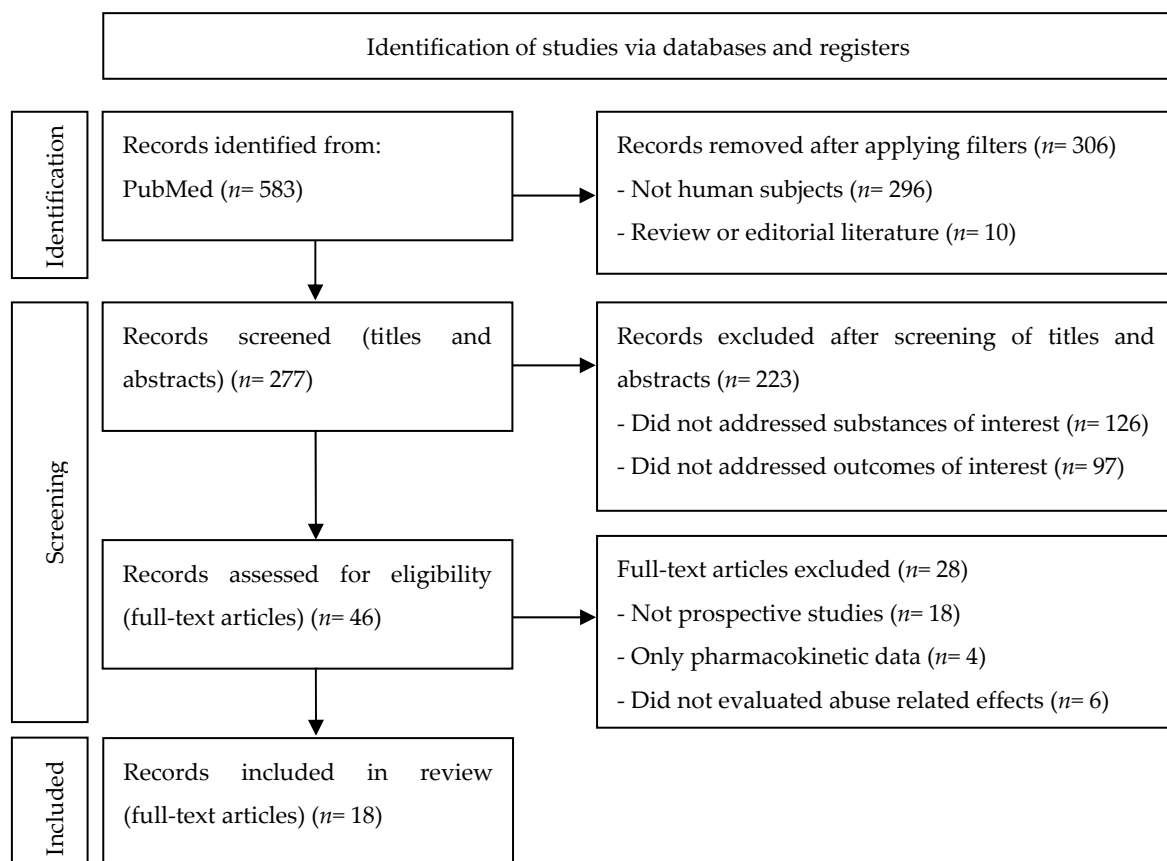 Identification of studies via databases and registers
Identification
Records identified from:
PubMed (n= 583)
Records removed after applying filters (n= 306)
- Not human subjects (n= 296)
- Review or editorial literature (n= 10)
Screening
Records screened (titles and
abstracts) (n= 277)
Records excluded after screening of titles and
abstracts (n= 223)
- Did not addressed substances of interest (n= 126)
- Did not addressed outcomes of interest (n= 97)
Records assessed for eligibility
(full-text articles) (n= 46)
Full-text articles excluded (n= 28)
- Not prospective studies (n= 18)
- Only pharmacokinetic data (n= 4)
- Did not evaluated abuse related effects (n= 6)
Included
Records included in review
(full-text articles) (n= 18)